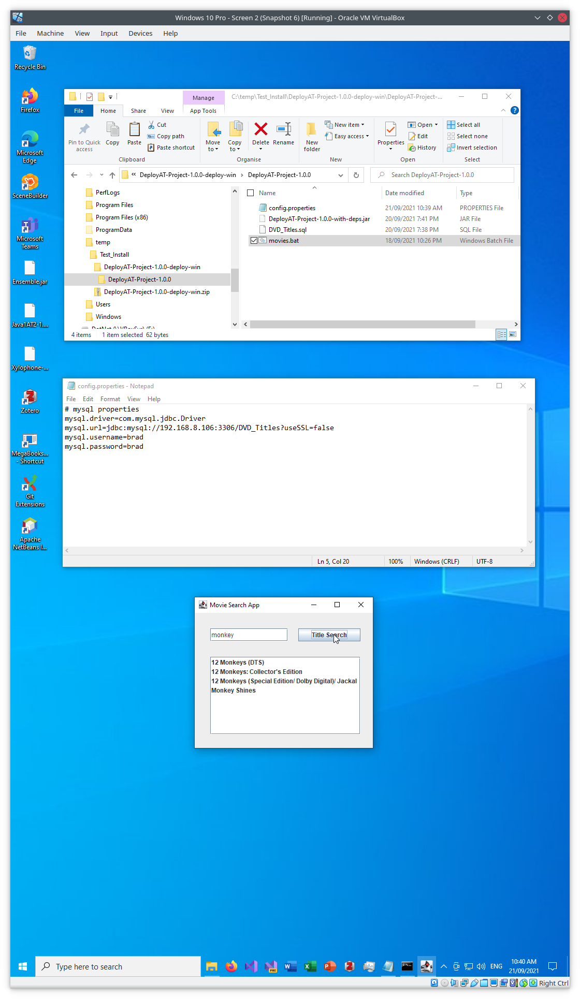 Windows 10 Pro - Screen 2 (Snapshot 6) [Running] - Oracle VM VirtualBox
File Machine View Input Devices Help
Recycle Bin
Firefox
Microsoft
Edge
SceneBuilder
Microsoft
Teams
Ensemble.jar
Java1AT2-1....
Xylophone-...
Zotero
MegaBooks...
- Shortcut
Git
Extensions
Apache
NetBeans I...
Manage
C:\temp\Test_Install\DeployAT-Project-1.0.0-deploy-win\DeployAT-Project-...
File Home Share View App Tools
Pin to Quick
access
Copy
Paste
Cut
Copy path
Paste shortcut
Move
to
Copy
to
Delete
Rename
New
folder
New item
Easy access
Properties
Open
Edit
History
Select all
Select none
Invert selection
Clipboard Organise New Open Select
« DeployAT-Project-1.0.0-deploy-win › DeployAT-Project-1.0.0
Search DeployAT-Project-1.0.0
PerfLogs
Program Files
Program Files (x86)
ProgramData
temp
Test_Install
DeployAT-Project-1.0.0-deploy-win
DeployAT-Project-1.0.0
DeployAT-Project-1.0.0-deploy-win.zip
Users
Windows
Name Date modified Type
config.properties 21/09/2021 10:39 AM PROPERTIES File
DeployAT-Project-1.0.0-with-deps.jar 20/09/2021 7:41 PM JAR File
DVD_Titles.sql 20/09/2021 7:38 PM SQL File
movies.bat 18/09/2021 10:26 PM Windows Batch File
4 items 1 item selected 62 bytes
config.properties - Notepad
File Edit Format View Help
# mysql properties
mysql.driver=com.mysql.jdbc.Driver
mysql.url=jdbc:mysql://192.168.8.106:3306/DVD_Titles?useSSL=false
mysql.username=brad
mysql.password=brad
Ln 5, Col 20 100% Windows (CRLF) UTF-8
Movie Search App
monkey
Title Search
12 Monkeys (DTS)
12 Monkeys: Collector's Edition
12 Monkeys (Special Edition/ Dolby Digital)/ Jackal
Monkey Shines
Type here to search
PRE
ENG
10:40 AM
21/09/2021
Right Ctrl